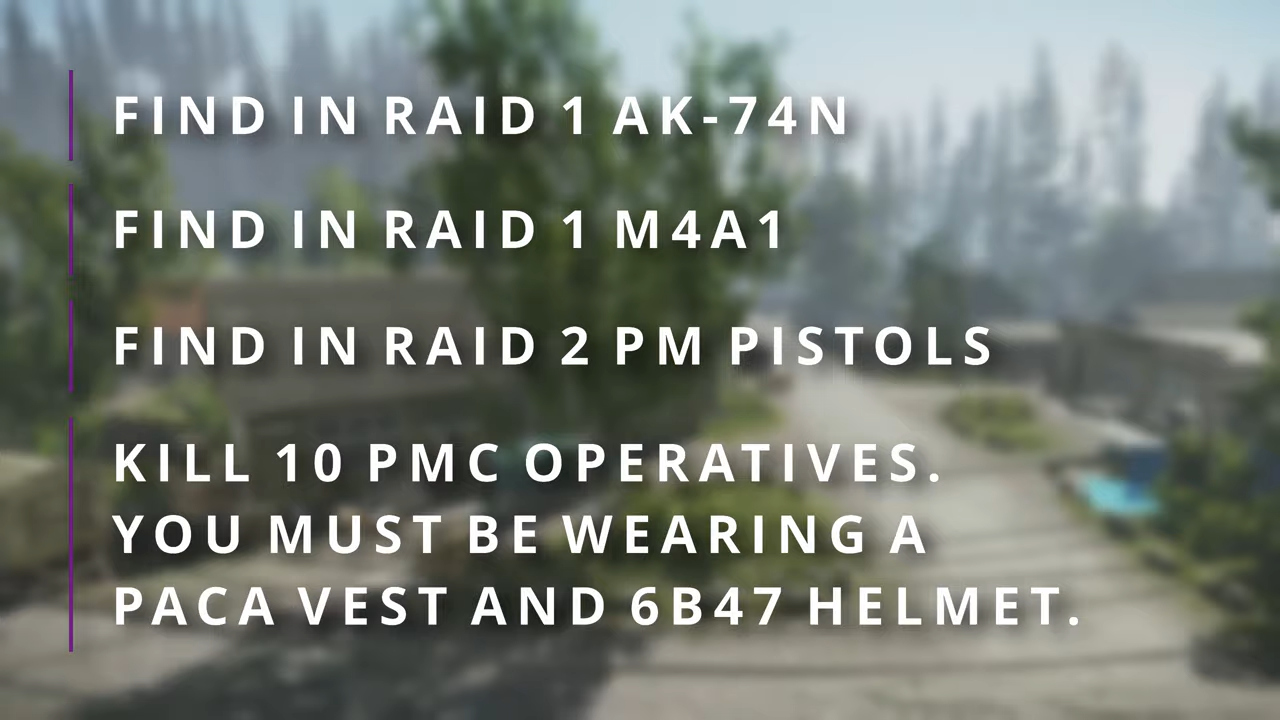 FIND IN RAID 1 AK-74N
FIND IN RAID 1 M4A1
FIND IN RAID 2 PM PISTOLS
KILL 10 PMC OPERATIVES.
YOU MUST BE WEARING A
PACA VEST AND 6B47 HELMET.